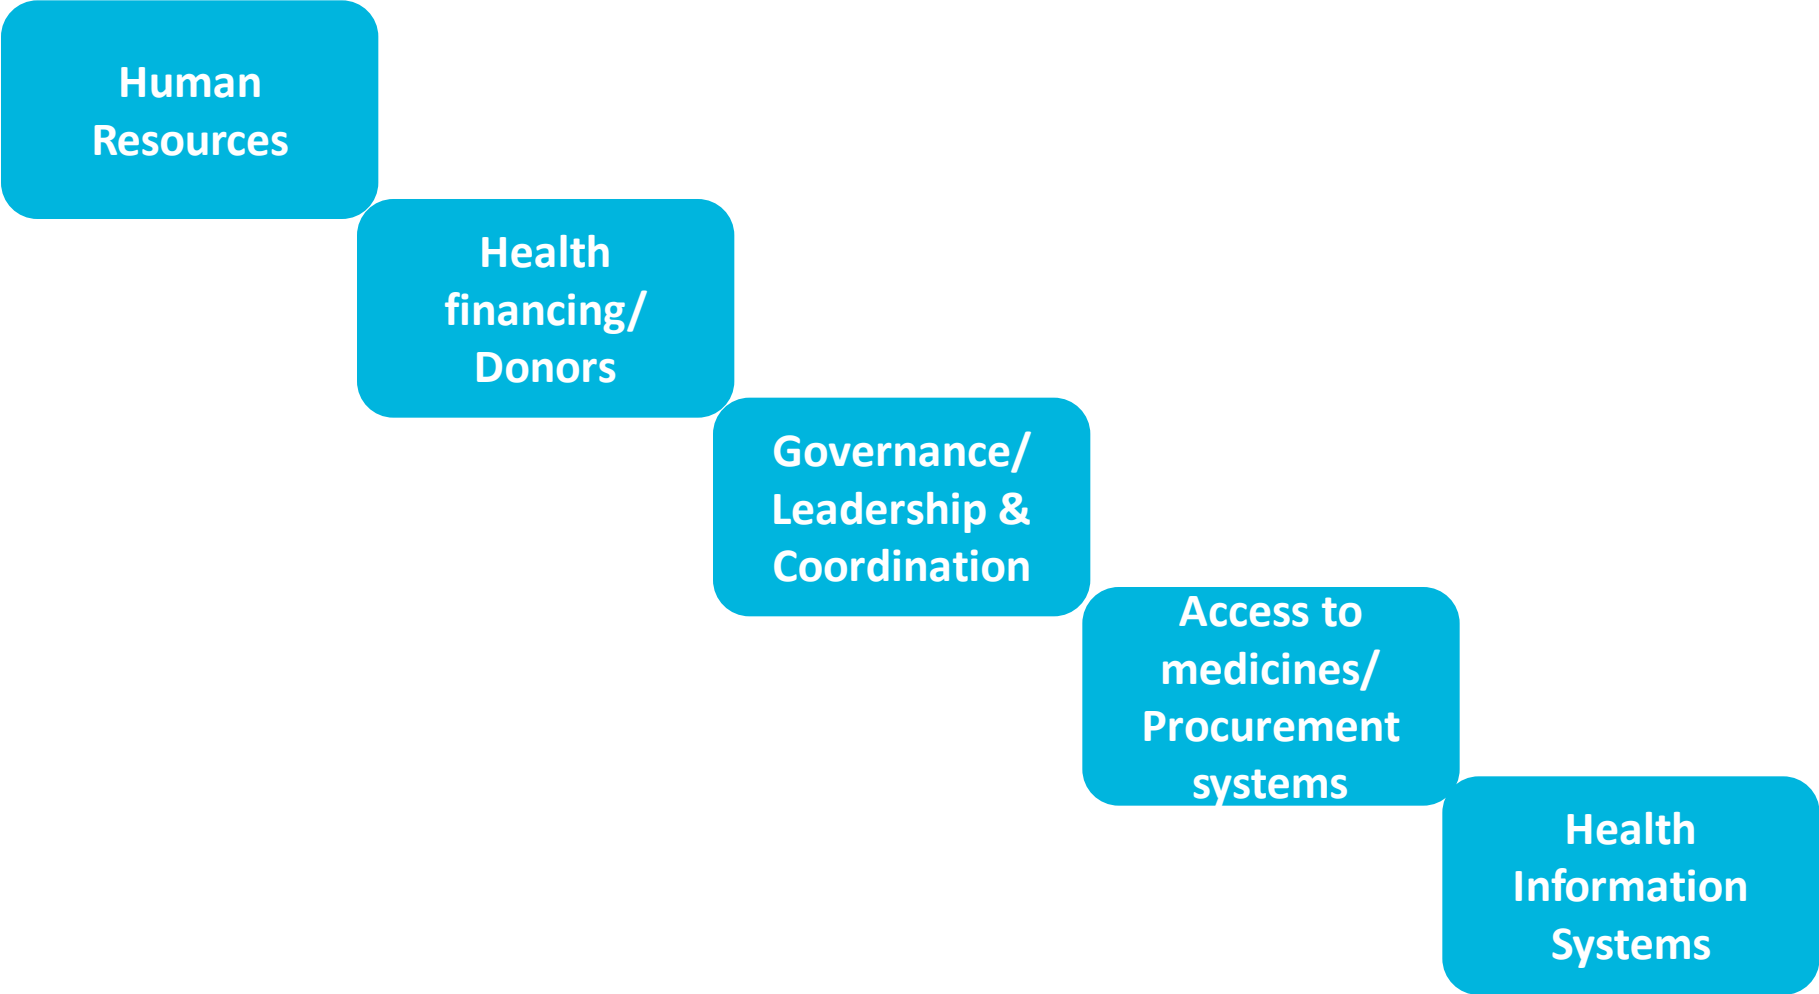 Human
Resources
Health
financing/
Donors
Governance/
Leadership &
Coordination
Access to
medicines/
Procurement
systems
Health
Information
Systems